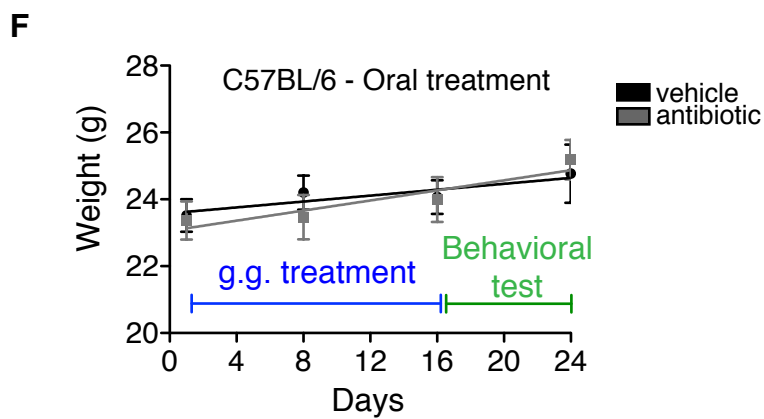 F
C57BL/6 - Oral treatment
vehicle
antibiotic
Weight (g)
28
26
24
22
20
g.g. treatment
Behavioral
test
0 4 8 12 16 20 24
Days